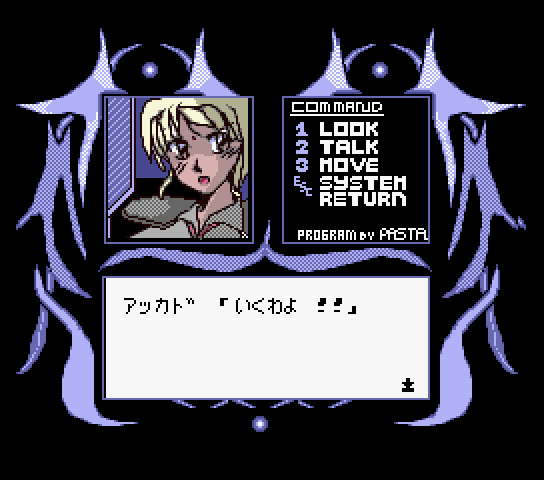 COMMAND
1 LOOK
2 TALK
3 MOVE
ESC SYSTEM
RETURN
PROGRAM BY PASTA
アッカド 「いくわよ !!」